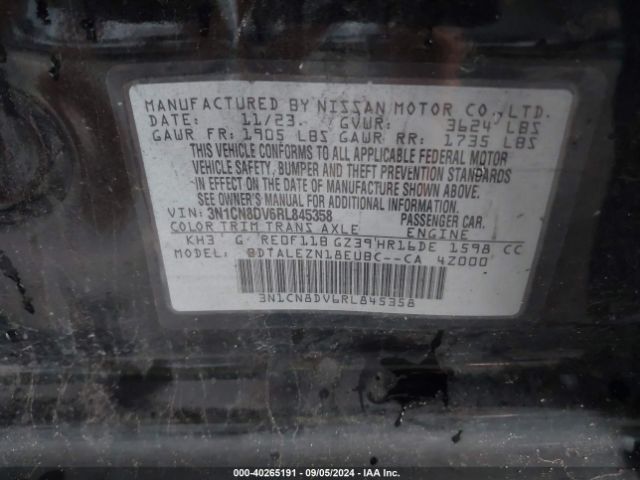 MANUFACTURED BY NISSAN MOTOR CO., LTD.
DATE: 11/23. GVWR: 3624 LBS
GAWR FR: 1905 LBS GAWR RR: 1735 LBS
THIS VEHICLE CONFORMS TO ALL APPLICABLE FEDERAL MOTOR
VEHICLE SAFETY, BUMPER AND THEFT PREVENTION STANDARDS
IN EFFECT ON THE DATE OF MANUFACTURE SHOWN ABOVE.
SEE OWNER'S MANUAL FOR ADDITIONAL INFORMATION.
VIN: 3N1CN8DV6RL845358 PASSENGER CAR.
COLOR TRIM TRANS AXLE ENGINE
KH3 G RE0F11B GZ39 HR16DE 1598 CC
MODEL: BDTALEZN18EUBC--CA 4Z000
3N1CN8DV6RL845358
000-40265191 - 09/05/2024 - IAA Inc.